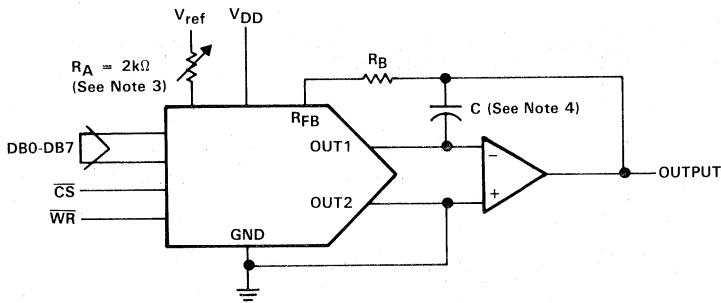 Vref
VDD
RA = 2kΩ
(See Note 3)
RB
RFB
C (See Note 4)
DB0-DB7
OUT1
−
OUTPUT
CS
OUT2
+
WR
GND